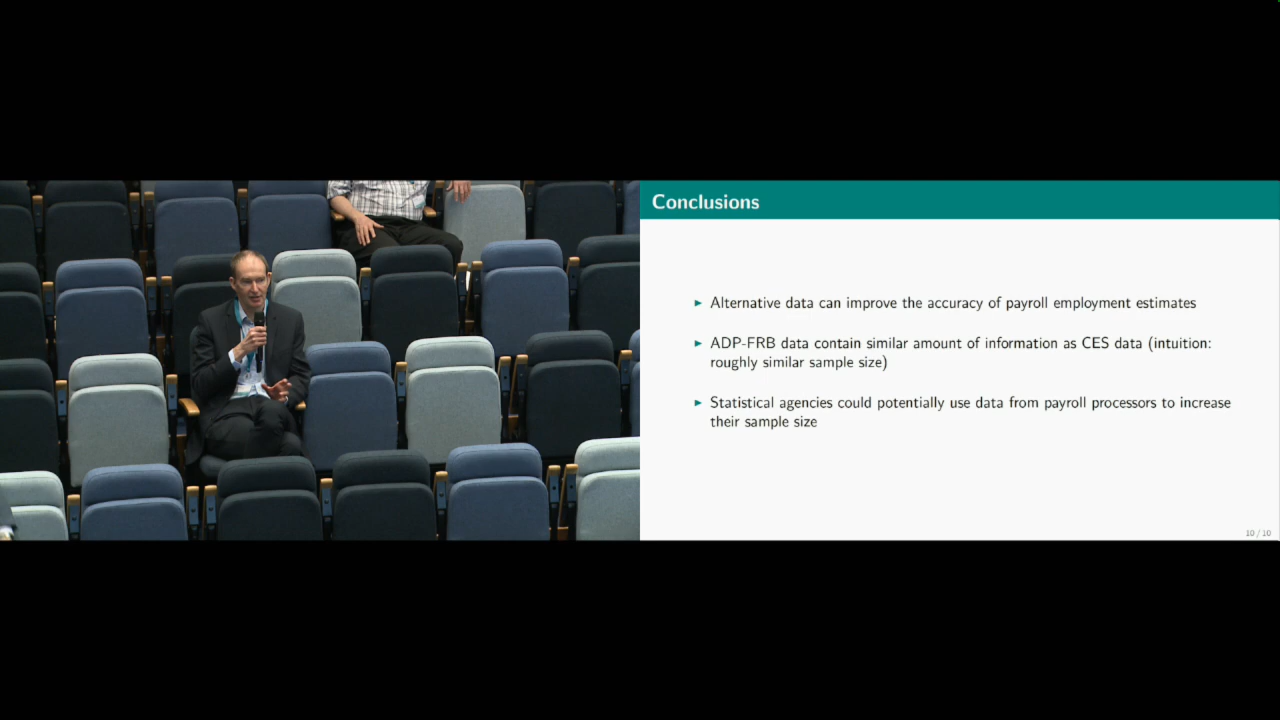 Conclusions
► Alternative data can improve the accuracy of payroll employment estimates
► ADP-FRB data contain similar amount of information as CES data (intuition:
roughly similar sample size)
► Statistical agencies could potentially use data from payroll processors to increase
their sample size
10 / 10